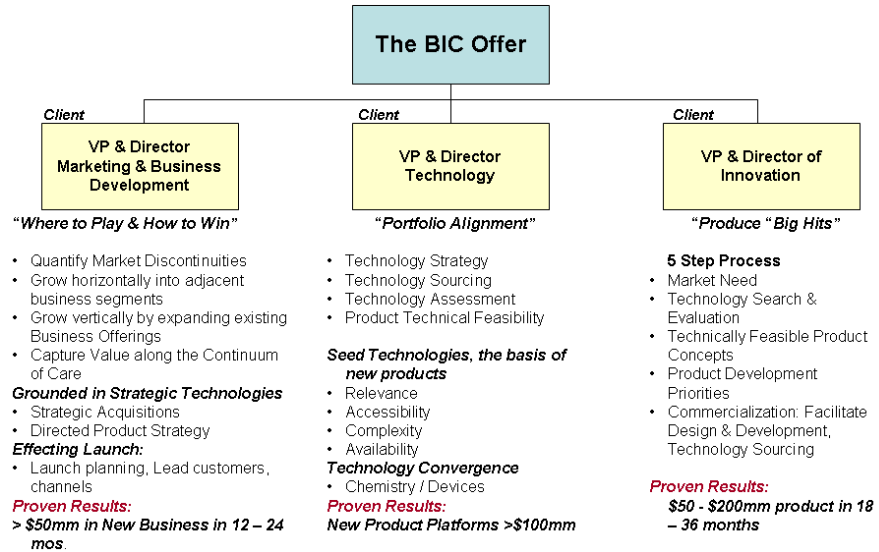 The BIC Offer
Client
VP & Director
Marketing & Business
Development
"Where to Play & How to Win"
• Quantify Market Discontinuities
• Grow horizontally into adjacent
business segments
• Grow vertically by expanding existing
Business Offerings
• Capture Value along the Continuum
of Care
Grounded in Strategic Technologies
• Strategic Acquisitions
• Directed Product Strategy
Effecting Launch:
• Launch planning, Lead customers,
channels
Proven Results:
> $50mm in New Business in 12 – 24
mos.
Client
VP & Director
Technology
"Portfolio Alignment"
• Technology Strategy
• Technology Sourcing
• Technology Assessment
• Product Technical Feasibility
Seed Technologies, the basis of
new products
• Relevance
• Accessibility
• Complexity
• Availability
Technology Convergence
• Chemistry / Devices
Proven Results:
New Product Platforms >$100mm
Client
VP & Director of
Innovation
"Produce "Big Hits"
5 Step Process
• Market Need
• Technology Search &
Evaluation
• Technically Feasible Product
Concepts
• Product Development
Priorities
• Commercialization: Facilitate
Design & Development,
Technology Sourcing
Proven Results:
$50 - $200mm product in 18
– 36 months